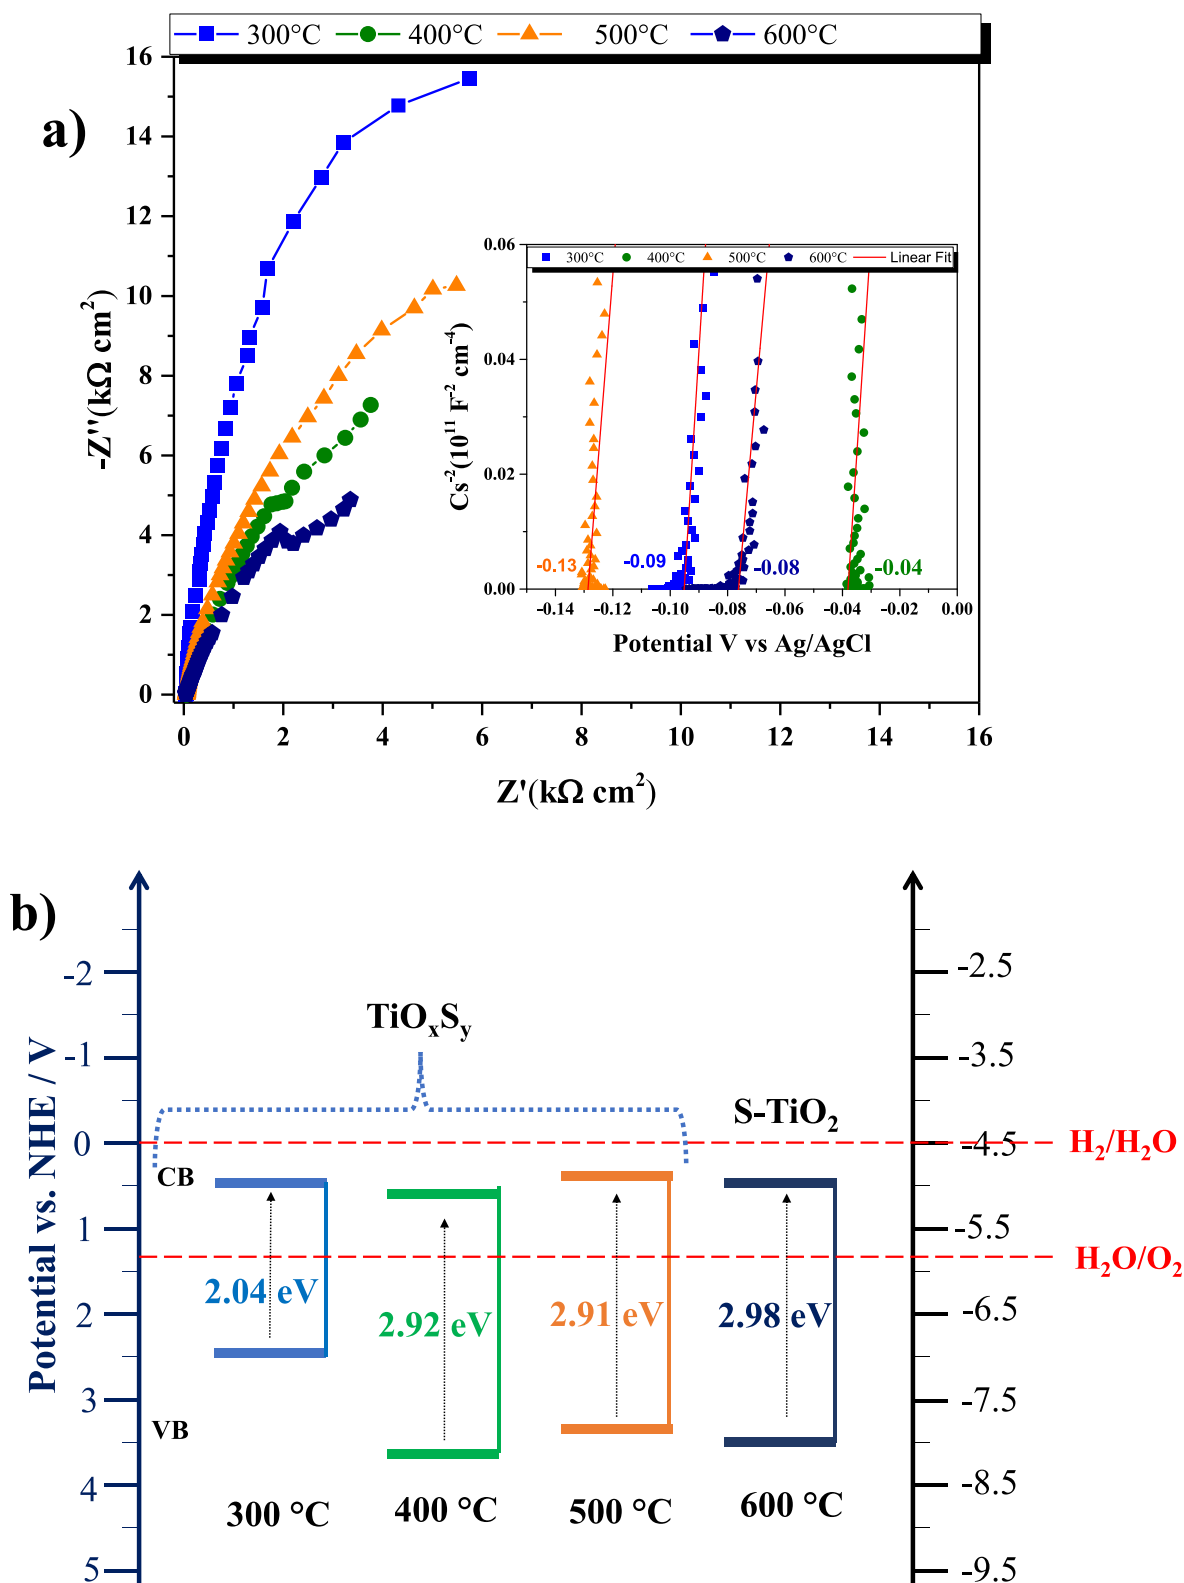 300°C 400°C 500°C 600°C
a)
16
14
12
10
8
6
4
2
0
-Z''(kΩ cm²)
0 2 4 6 8 10 12 14 16
Z'(kΩ cm²)
300°C 400°C 500°C 600°C Linear Fit
0.06
0.04
0.02
0.00
Cs⁻²(10¹¹ F⁻² cm⁻⁴)
-0.13 -0.09 -0.08 -0.04
-0.14 -0.12 -0.10 -0.08 -0.06 -0.04 -0.02 0.00
Potential V vs Ag/AgCl
b)
Potential vs. NHE / V
-2 -2.5
TiOₓSᵧ
-1 -3.5
S-TiO₂
0 -4.5 H₂/H₂O
CB
1 -5.5
H₂O/O₂
2.04 eV 2.92 eV 2.91 eV 2.98 eV
2 -6.5
3 -7.5
VB
4 -8.5
300 °C 400 °C 500 °C 600 °C
5 -9.5